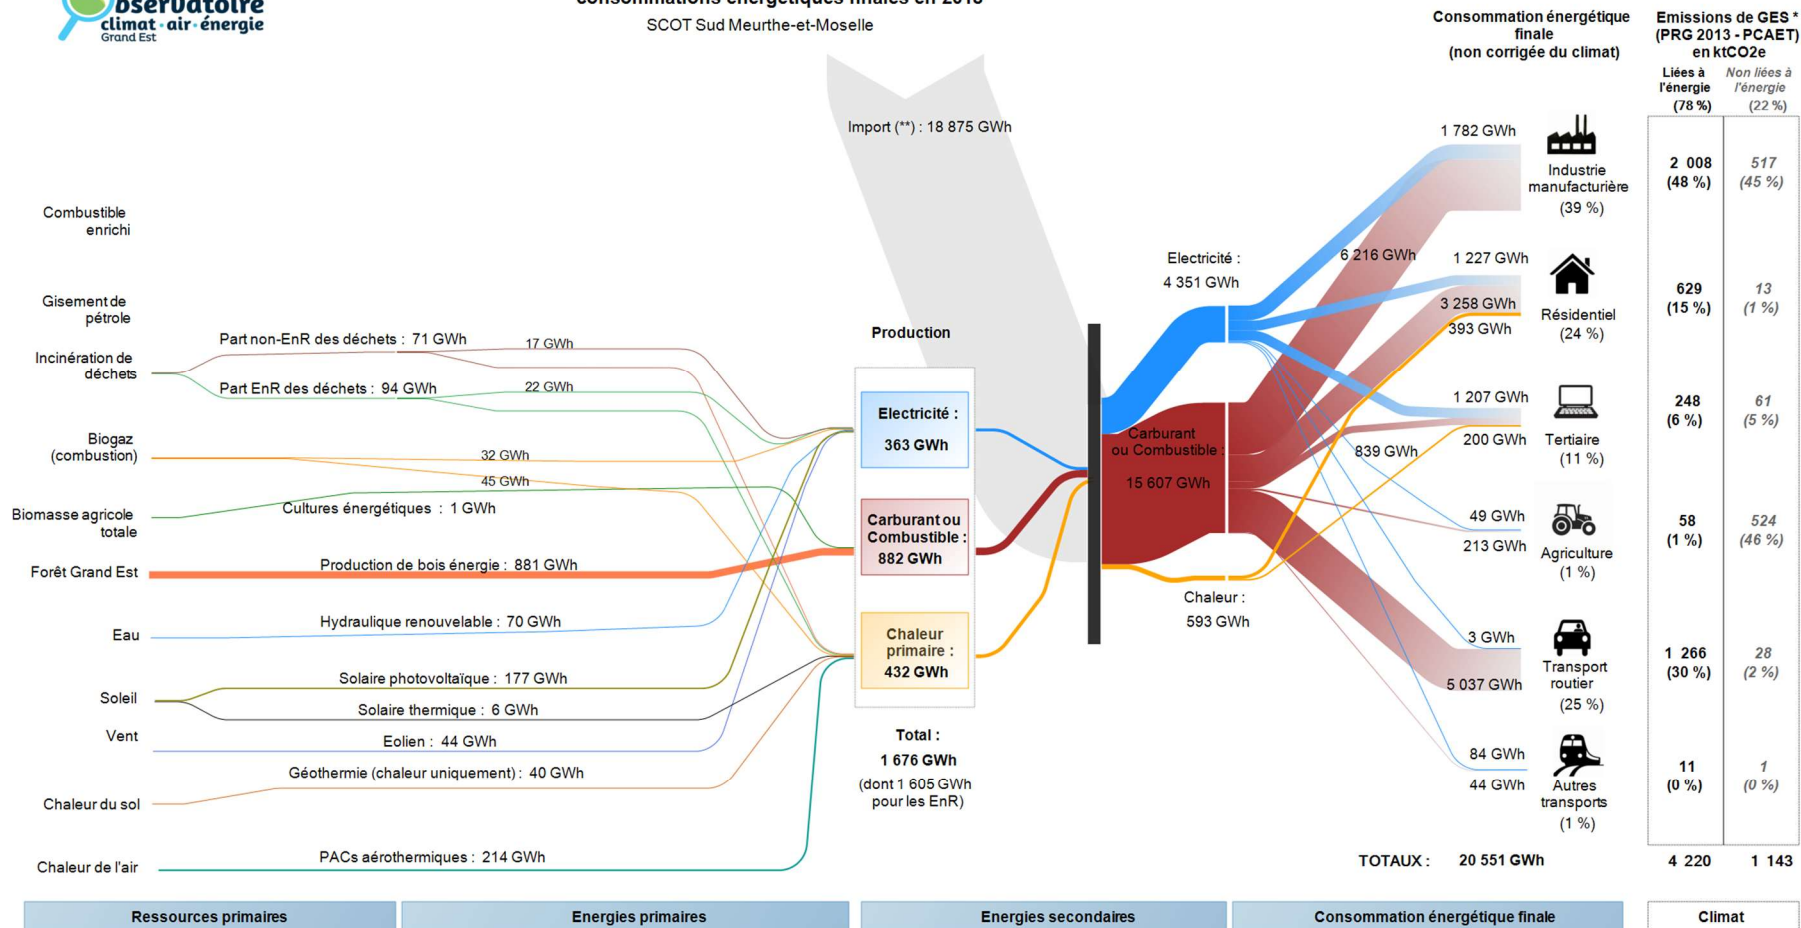 Observatoire
climat · air · énergie
Grand Est
consommations énergétiques finales en 2018
SCOT Sud Meurthe-et-Moselle
Consommation énergétique
finale
(non corrigée du climat)
Emissions de GES *
(PRG 2013 - PCAET)
en ktCO2e
Liées à
l'énergie
(78 %)
Non liées à
l'énergie
(22 %)
Import (**) : 18 875 GWh
Combustible
enrichi
Gisement de
pétrole
Incinération de
déchets
Part non-EnR des déchets : 71 GWh
17 GWh
Part EnR des déchets : 94 GWh
22 GWh
Biogaz
(combustion)
32 GWh
45 GWh
Cultures énergétiques : 1 GWh
Biomasse agricole
totale
Forêt Grand Est
Production de bois énergie : 881 GWh
Eau
Hydraulique renouvelable : 70 GWh
Soleil
Solaire photovoltaïque : 177 GWh
Solaire thermique : 6 GWh
Vent
Eolien : 44 GWh
Géothermie (chaleur uniquement) : 40 GWh
Chaleur du sol
PACs aérothermiques : 214 GWh
Chaleur de l'air
Production
Electricité :
363 GWh
Carburant ou
Combustible :
882 GWh
Chaleur
primaire :
432 GWh
Total :
1 676 GWh
(dont 1 605 GWh
pour les EnR)
Electricité :
4 351 GWh
Carburant
ou Combustible :
15 607 GWh
Chaleur :
593 GWh
1 782 GWh
6 216 GWh
Industrie
manufacturière
(39 %)
2 008
(48 %)
517
(45 %)
1 227 GWh
3 258 GWh
393 GWh
Résidentiel
(24 %)
629
(15 %)
13
(1 %)
1 207 GWh
839 GWh
200 GWh
Tertiaire
(11 %)
248
(6 %)
61
(5 %)
49 GWh
213 GWh
Agriculture
(1 %)
58
(1 %)
524
(46 %)
3 GWh
5 037 GWh
Transport
routier
(25 %)
1 266
(30 %)
28
(2 %)
84 GWh
44 GWh
Autres
transports
(1 %)
11
(0 %)
1
(0 %)
TOTAUX : 20 551 GWh
4 220
1 143
Ressources primaires
Energies primaires
Energies secondaires
Consommation énergétique finale
Climat